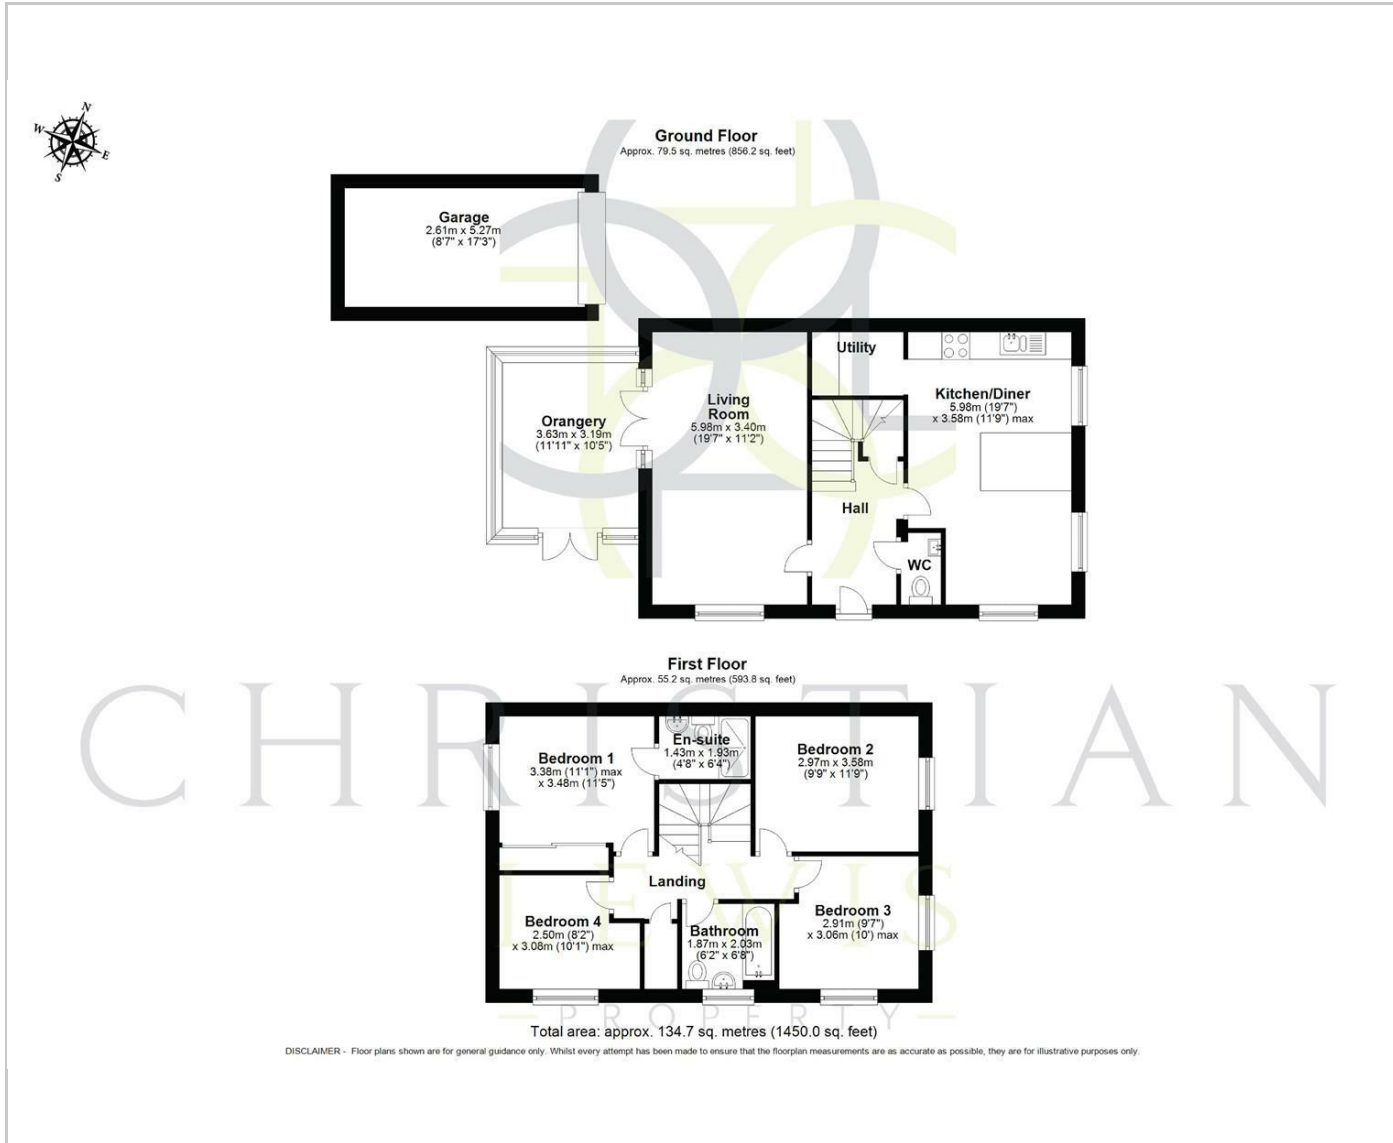 N
W
E
S
Ground Floor
Approx. 79.5 sq. metres (856.2 sq. feet)
Garage
2.61m x 5.27m
(8'7" x 17'3")
Utility
Kitchen/Diner
5.98m (19'7")
x 3.58m (11'9") max
Living
Room
5.98m x 3.40m
(19'7" x 11'2")
Orangery
3.63m x 3.19m
(11'11" x 10'5")
Hall
WC
First Floor
Approx. 55.2 sq. metres (593.8 sq. feet)
CHRISTIAN
En-suite
1.43m x 1.93m
(4'8" x 6'4")
Bedroom 1
3.38m (11'1") max
x 3.48m (11'5")
Bedroom 2
2.97m x 3.58m
(9'9" x 11'9")
Landing
LEWIS
Bedroom 4
2.50m (8'2")
x 3.08m (10'1") max
Bathroom
1.87m x 2.03m
(6'2" x 6'8")
Bedroom 3
2.91m (9'7")
x 3.06m (10') max
PROPERTY
Total area: approx. 134.7 sq. metres (1450.0 sq. feet)
DISCLAIMER - Floor plans shown are for general guidance only. Whilst every attempt has been made to ensure that the floorplan measurements are as accurate as possible, they are for illustrative purposes only.